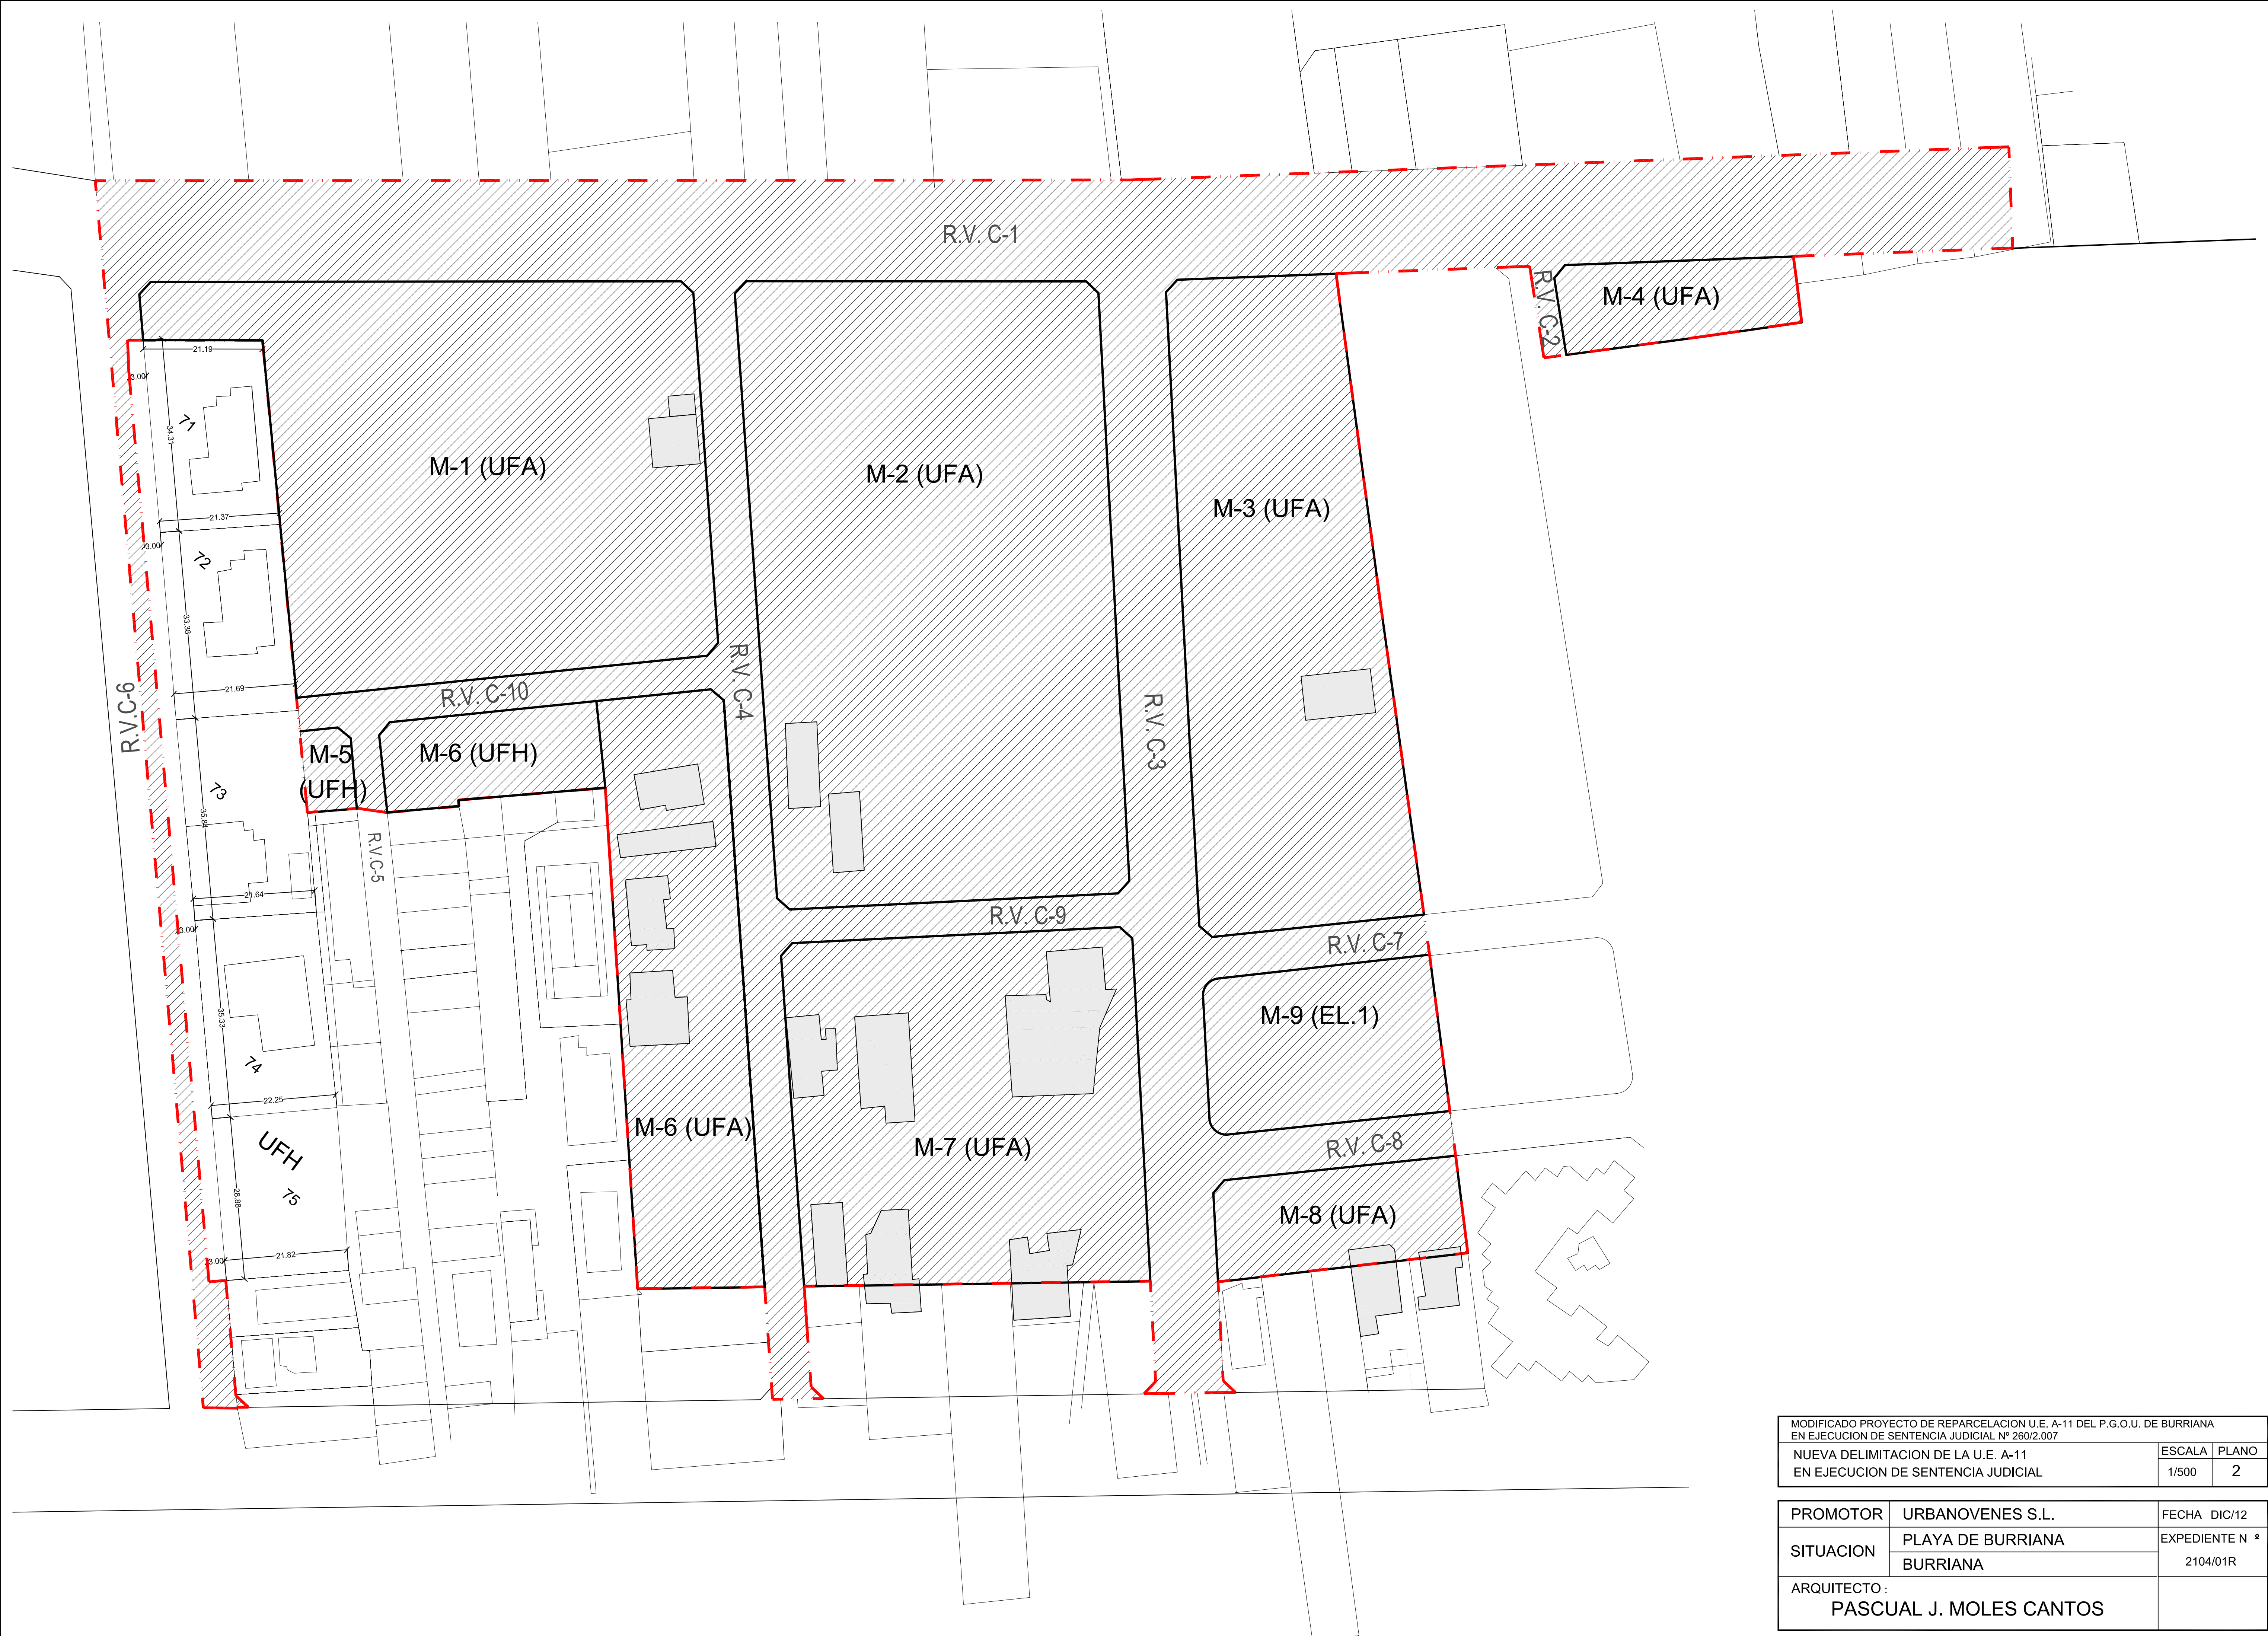 R.V. C-1
R.V. C-2
M-4 (UFA)
21.19
3.00
71
34.31
M-1 (UFA)
M-2 (UFA)
M-3 (UFA)
21.37
3.00
72
33.38
R.V.C-6
21.69
R.V. C-10
R.V. C-4
R.V. C-3
M-5
(UFH)
M-6 (UFH)
73
35.84
R.V.C-5
21.64
3.00
R.V. C-9
R.V. C-7
M-9 (EL.1)
35.33
74
22.25
M-6 (UFA)
M-7 (UFA)
R.V. C-8
UFH
75
28.88
M-8 (UFA)
21.82
3.00
MODIFICADO PROYECTO DE REPARCELACION U.E. A-11 DEL P.G.O.U. DE BURRIANA
EN EJECUCION DE SENTENCIA JUDICIAL Nº 260/2.007
NUEVA DELIMITACION DE LA U.E. A-11
EN EJECUCION DE SENTENCIA JUDICIAL
ESCALA PLANO
1/500 2
PROMOTOR URBANOVENES S.L. FECHA DIC/12
SITUACION PLAYA DE BURRIANA EXPEDIENTE N º
BURRIANA 2104/01R
ARQUITECTO :
PASCUAL J. MOLES CANTOS